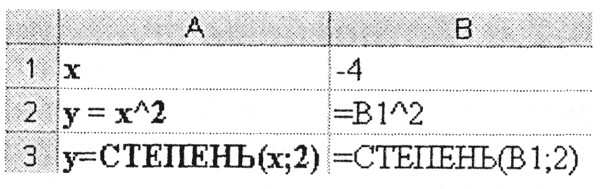 A B
1 x -4
2 y = x^2 =B1^2
3 y=СТЕПЕНЬ(x;2) =СТЕПЕНЬ(B1;2)